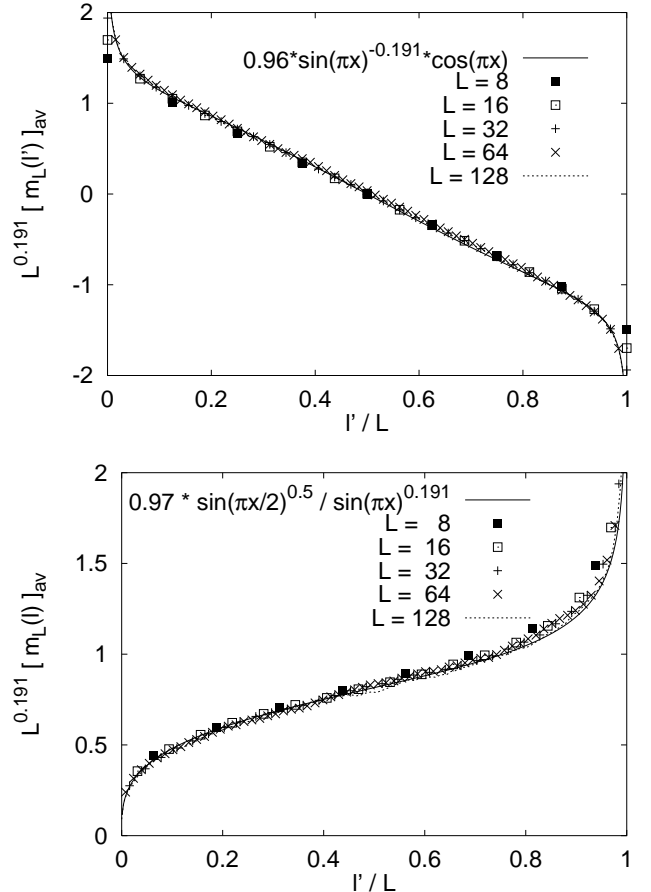 2
1
0
-1
-2
0
0.2
0.4
0.6
0.8
1
L^0.191 [ m_L(l') ]_av
l' / L
0.96*sin(πx)^-0.191*cos(πx)
L = 8
L = 16
L = 32
L = 64
L = 128
2
1.5
1
0.5
0
0
0.2
0.4
0.6
0.8
1
L^0.191 [ m_L(l) ]_av
l' / L
0.97 * sin(πx/2)^0.5 / sin(πx)^0.191
L = 8
L = 16
L = 32
L = 64
L = 128